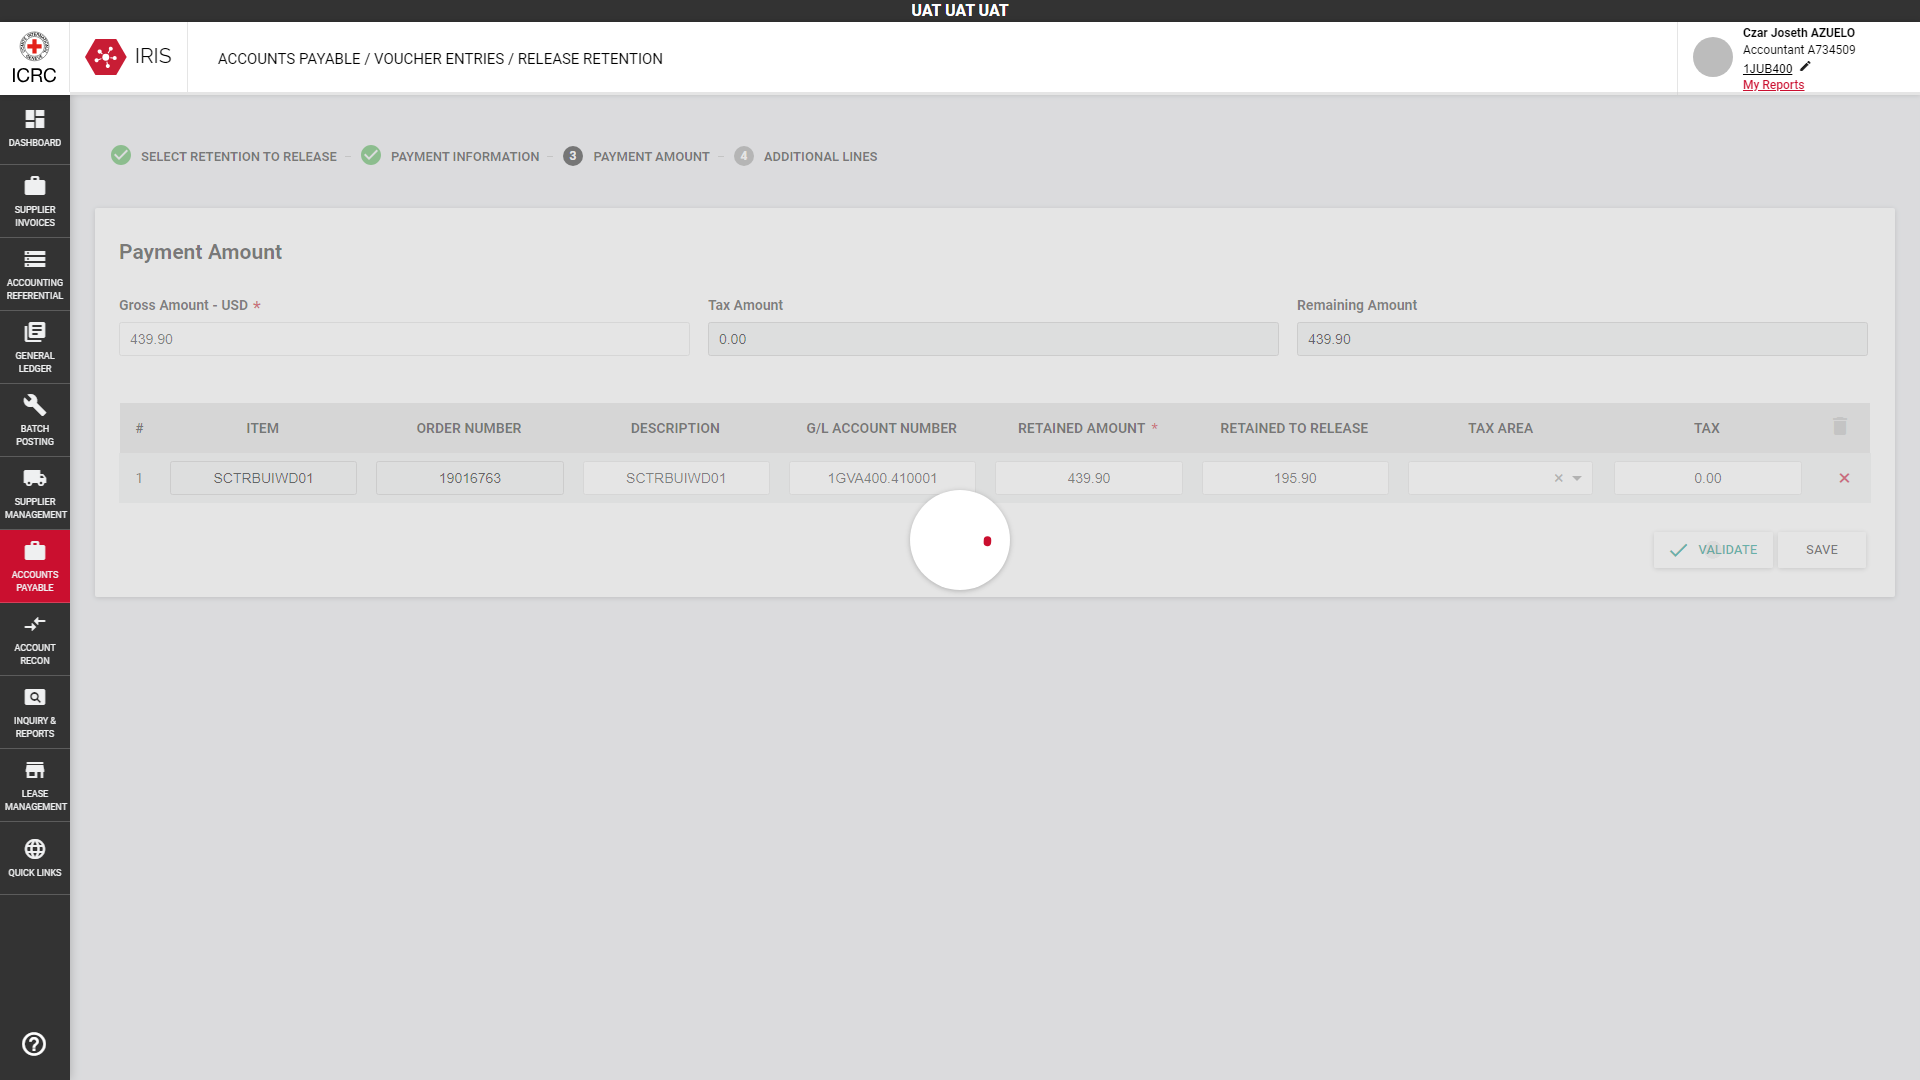 UAT UAT UAT
ICRC
IRIS
ACCOUNTS PAYABLE / VOUCHER ENTRIES / RELEASE RETENTION
Czar Joseth AZUELO
Accountant A734509
1JUB400
My Reports
DASHBOARD
SUPPLIER
INVOICES
ACCOUNTING
REFERENTIAL
GENERAL
LEDGER
BATCH
POSTING
SUPPLIER
MANAGEMENT
ACCOUNTS
PAYABLE
ACCOUNT
RECON
INQUIRY &
REPORTS
LEASE
MANAGEMENT
QUICK LINKS
SELECT RETENTION TO RELEASE – PAYMENT INFORMATION – 3 PAYMENT AMOUNT – 4 ADDITIONAL LINES
Payment Amount
Gross Amount - USD * Tax Amount Remaining Amount
439.90 0.00 439.90
# ITEM ORDER NUMBER DESCRIPTION G/L ACCOUNT NUMBER RETAINED AMOUNT * RETAINED TO RELEASE TAX AREA TAX
1 SCTRBUIWD01 19016763 SCTRBUIWD01 1GVA400.410001 439.90 195.90 0.00
VALIDATE SAVE